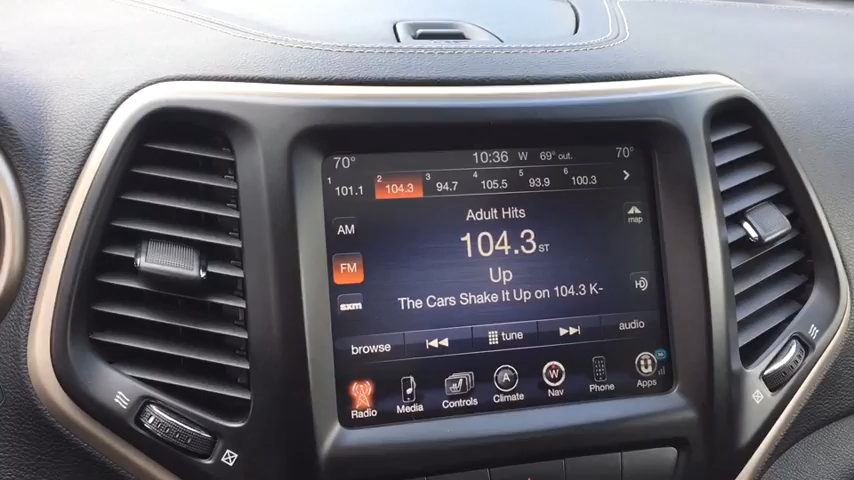 70° 10:36 W 69° out. 70°
1 101.1 2 104.3 3 94.7 4 105.5 5 93.9 6 100.3
Adult Hits
AM 104.3 ST map
FM Up HD
sxm The Cars Shake It Up on 104.3 K-
browse tune audio
Radio Media Controls A Climate W Nav Phone U Apps